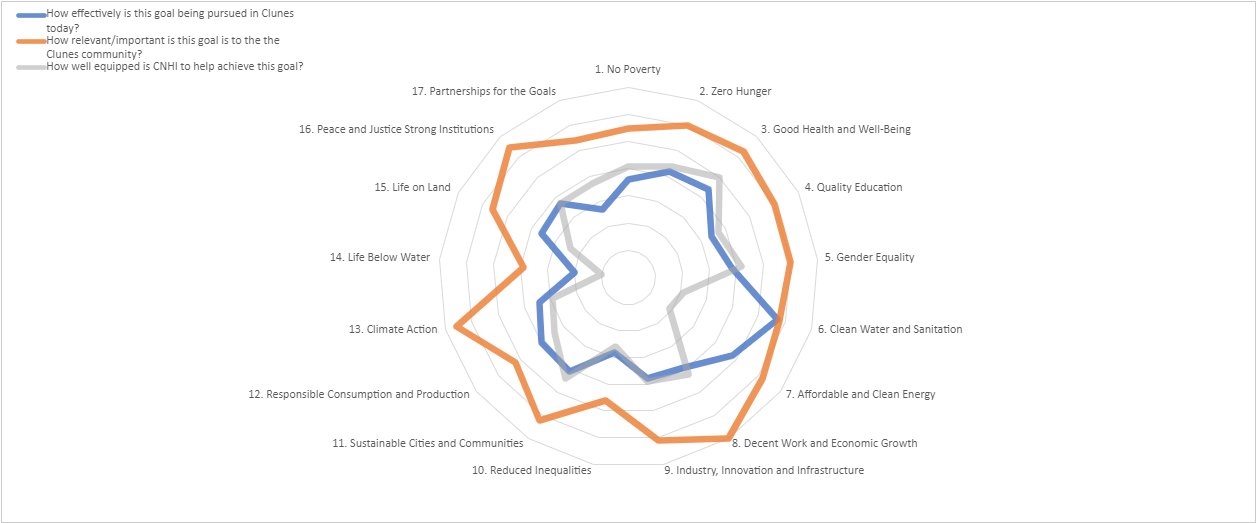 How effectively is this goal being pursued in Clunes
today?
How relevant/important is this goal is to the the
Clunes community?
How well equipped is CNHI to help achieve this goal?
1. No Poverty
2. Zero Hunger
3. Good Health and Well-Being
4. Quality Education
5. Gender Equality
6. Clean Water and Sanitation
7. Affordable and Clean Energy
8. Decent Work and Economic Growth
9. Industry, Innovation and Infrastructure
10. Reduced Inequalities
11. Sustainable Cities and Communities
12. Responsible Consumption and Production
13. Climate Action
14. Life Below Water
15. Life on Land
16. Peace and Justice Strong Institutions
17. Partnerships for the Goals